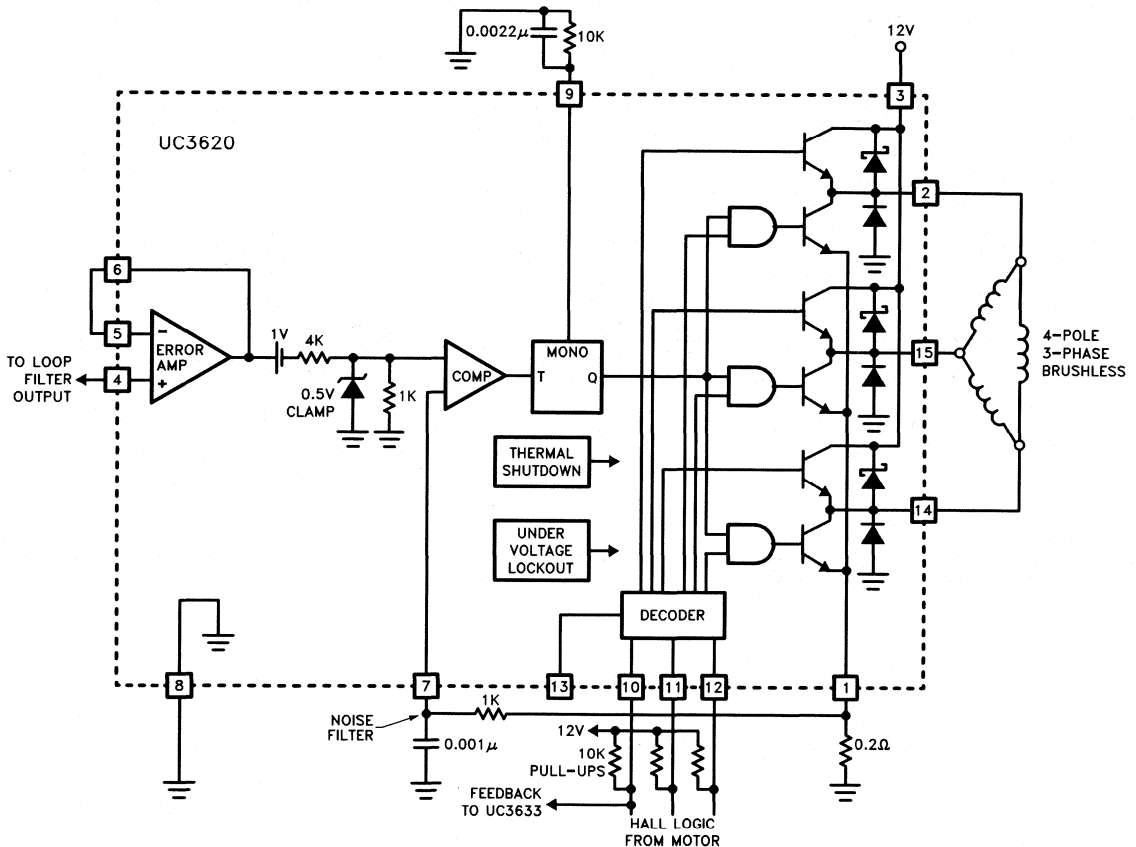 12V
0.0022µ
10K
9
3
UC3620
2
6
1V
4K
5
−
ERROR
AMP
+
4
TO LOOP
FILTER
OUTPUT
0.5V
CLAMP
1K
COMP
MONO
T
Q
15
4-POLE
3-PHASE
BRUSHLESS
THERMAL
SHUTDOWN
14
UNDER
VOLTAGE
LOCKOUT
DECODER
8
7
13
10
11
12
1
1K
NOISE
FILTER
0.001µ
12V
10K
PULL-UPS
0.2Ω
FEEDBACK
TO UC3633
HALL LOGIC
FROM MOTOR